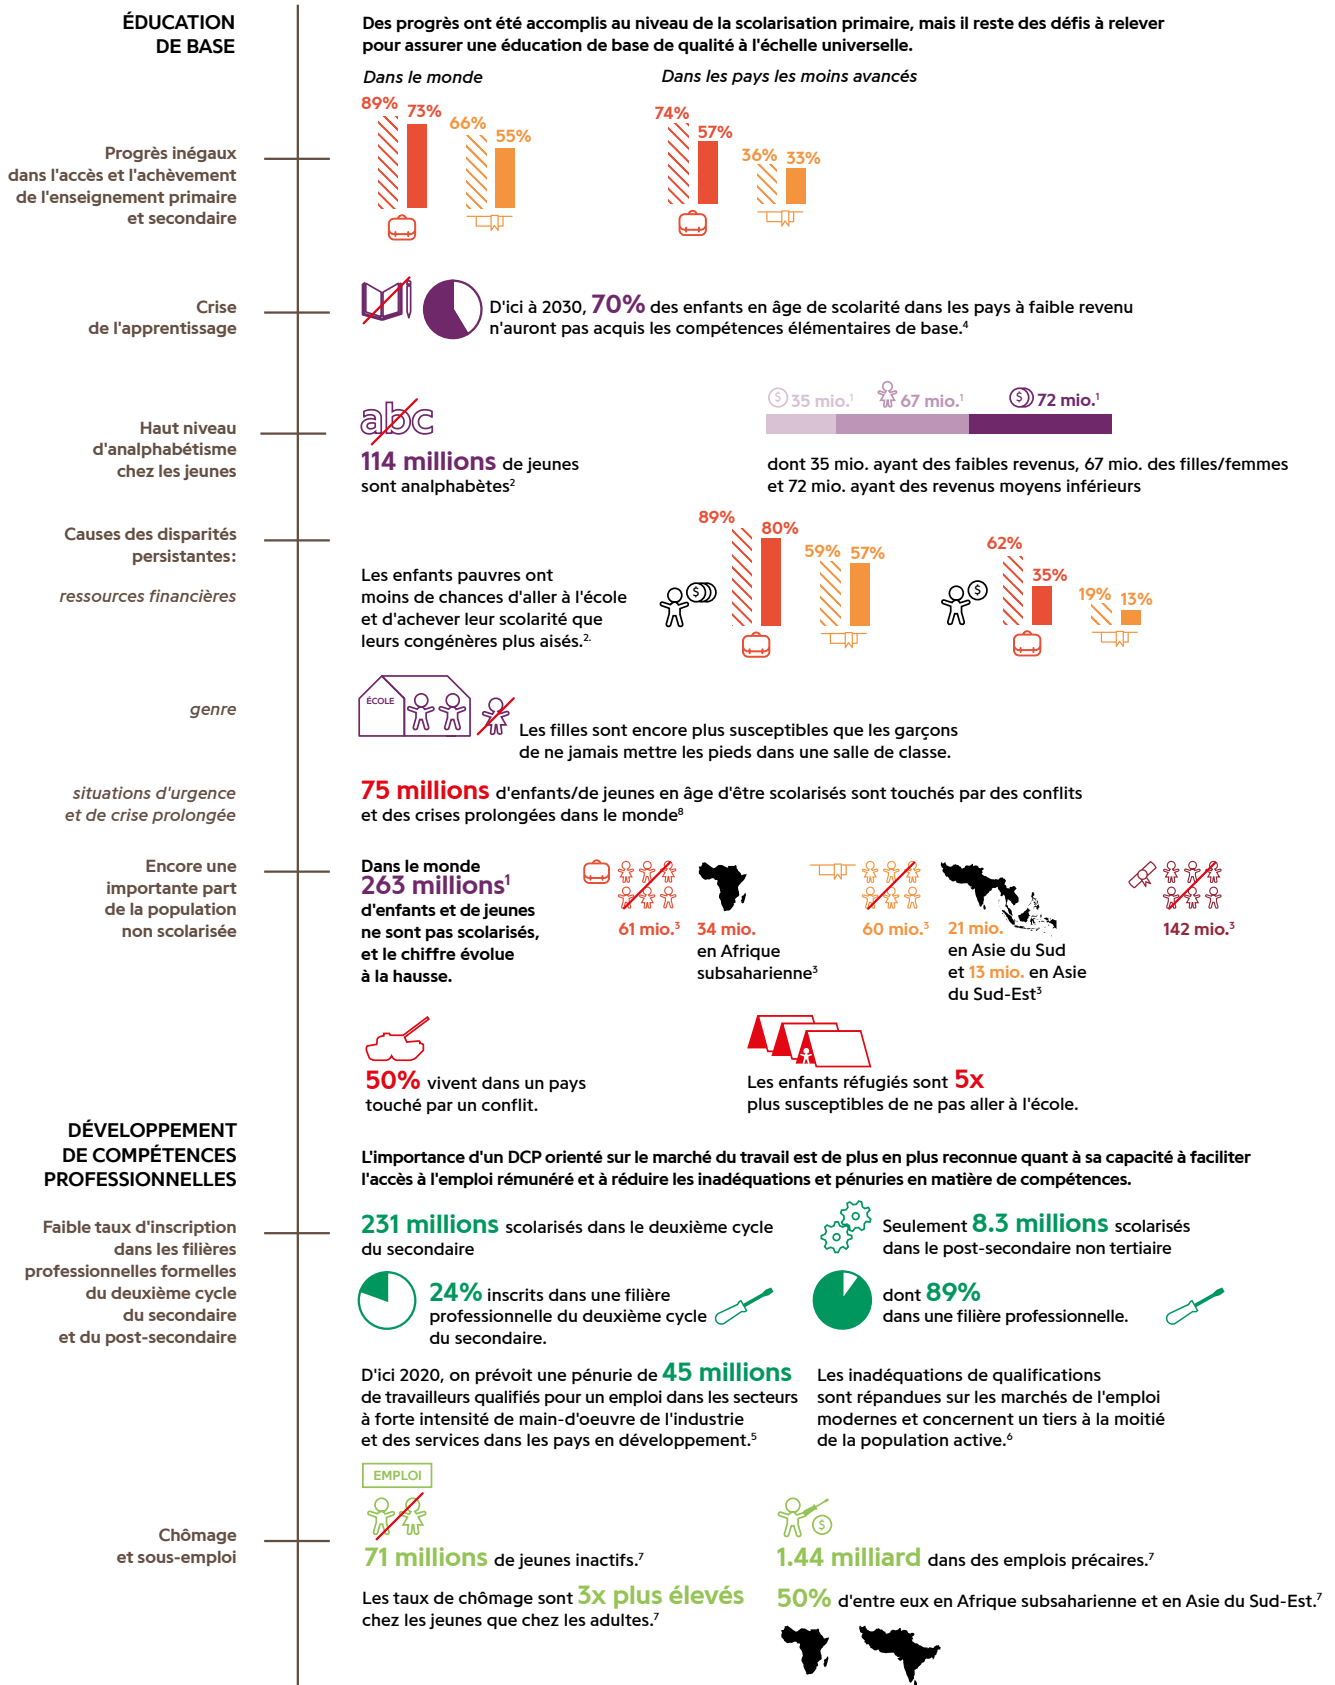 ÉDUCATION
DE BASE
Des progrès ont été accomplis au niveau de la scolarisation primaire, mais il reste des défis à relever
pour assurer une éducation de base de qualité à l'échelle universelle.
Dans le monde
Dans les pays les moins avancés
89% 73% 66% 55%
74% 57% 36% 33%
Progrès inégaux
dans l'accès et l'achèvement
de l'enseignement primaire
et secondaire
Crise
de l'apprentissage
D'ici à 2030, 70% des enfants en âge de scolarité dans les pays à faible revenu
n'auront pas acquis les compétences élémentaires de base.⁴
Haut niveau
d'analphabétisme
chez les jeunes
abc
114 millions de jeunes
sont analphabètes²
$ 35 mio.¹ 67 mio.¹ $ 72 mio.¹
dont 35 mio. ayant des faibles revenus, 67 mio. des filles/femmes
et 72 mio. ayant des revenus moyens inférieurs
Causes des disparités
persistantes:
ressources financières
Les enfants pauvres ont
moins de chances d'aller à l'école
et d'achever leur scolarité que
leurs congénères plus aisés.²·
$
89% 80% 59% 57%
$
62% 35% 19% 13%
genre
ÉCOLE
Les filles sont encore plus susceptibles que les garçons
de ne jamais mettre les pieds dans une salle de classe.
situations d'urgence
et de crise prolongée
75 millions d'enfants/de jeunes en âge d'être scolarisés sont touchés par des conflits
et des crises prolongées dans le monde⁸
Encore une
importante part
de la population
non scolarisée
Dans le monde
263 millions¹
d'enfants et de jeunes
ne sont pas scolarisés,
et le chiffre évolue
à la hausse.
61 mio.³
34 mio.
en Afrique
subsaharienne³
60 mio.³
21 mio.
en Asie du Sud
et 13 mio. en Asie
du Sud-Est³
142 mio.³
50% vivent dans un pays
touché par un conflit.
Les enfants réfugiés sont 5x
plus susceptibles de ne pas aller à l'école.
DÉVELOPPEMENT
DE COMPÉTENCES
PROFESSIONNELLES
L'importance d'un DCP orienté sur le marché du travail est de plus en plus reconnue quant à sa capacité à faciliter
l'accès à l'emploi rémunéré et à réduire les inadéquations et pénuries en matière de compétences.
Faible taux d'inscription
dans les filières
professionnelles formelles
du deuxième cycle
du secondaire
et du post-secondaire
231 millions scolarisés dans le deuxième cycle
du secondaire
Seulement 8.3 millions scolarisés
dans le post-secondaire non tertiaire
24% inscrits dans une filière
professionnelle du deuxième cycle
du secondaire.
dont 89%
dans une filière professionnelle.
D'ici 2020, on prévoit une pénurie de 45 millions
de travailleurs qualifiés pour un emploi dans les secteurs
à forte intensité de main-d'oeuvre de l'industrie
et des services dans les pays en développement.⁵
Les inadéquations de qualifications
sont répandues sur les marchés de l'emploi
modernes et concernent un tiers à la moitié
de la population active.⁶
Chômage
et sous-emploi
EMPLOI
71 millions de jeunes inactifs.⁷
Les taux de chômage sont 3x plus élevés
chez les jeunes que chez les adultes.⁷
$
1.44 milliard dans des emplois précaires.⁷
50% d'entre eux en Afrique subsaharienne et en Asie du Sud-Est.⁷